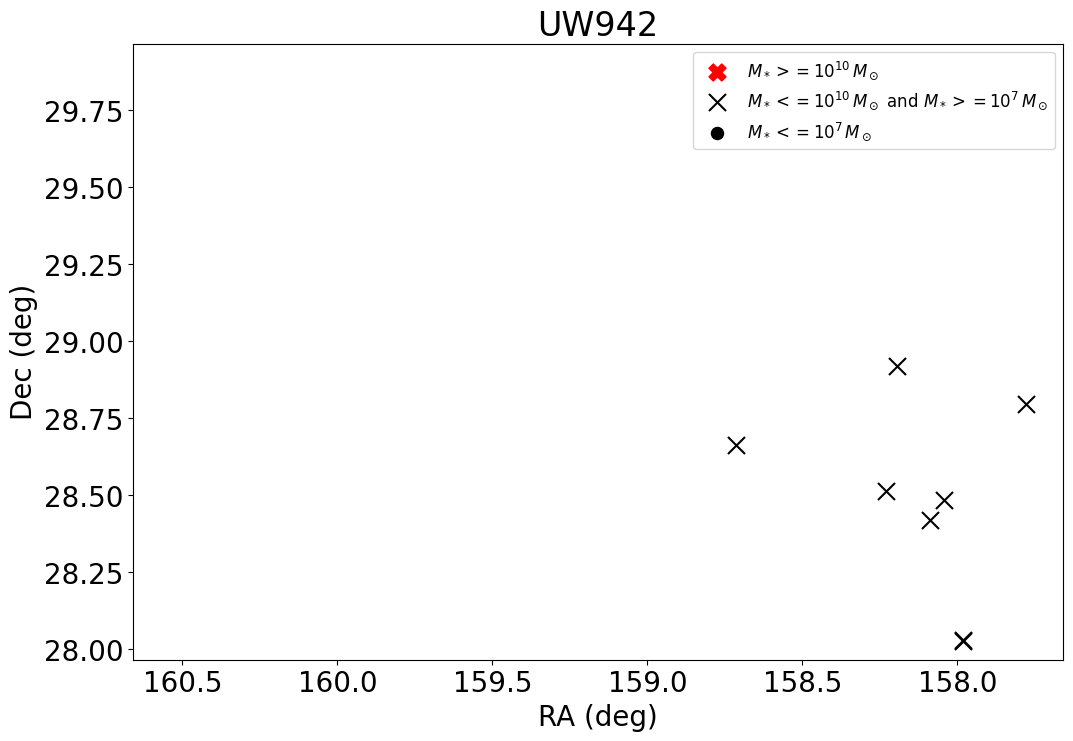 UW942
M* >= 10^10 M⊙
M* <= 10^10 M⊙ and M* >= 10^7 M⊙
M* <= 10^7 M⊙
29.75
29.50
29.25
29.00
28.75
28.50
28.25
28.00
Dec (deg)
160.5 160.0 159.5 159.0 158.5 158.0
RA (deg)